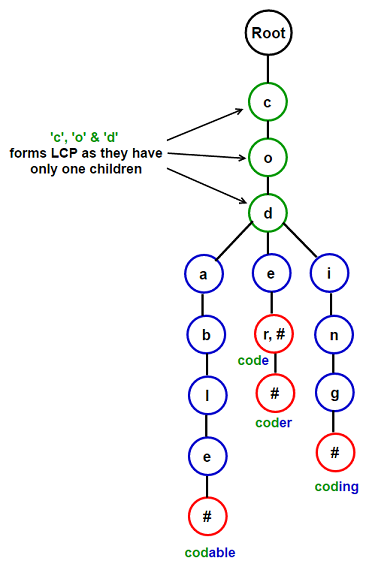 Root
c
'c', 'o' & 'd'
forms LCP as they have
only one children
o
d
a e i
b r, # n
code
l # g
coder
e #
coding
#
codable